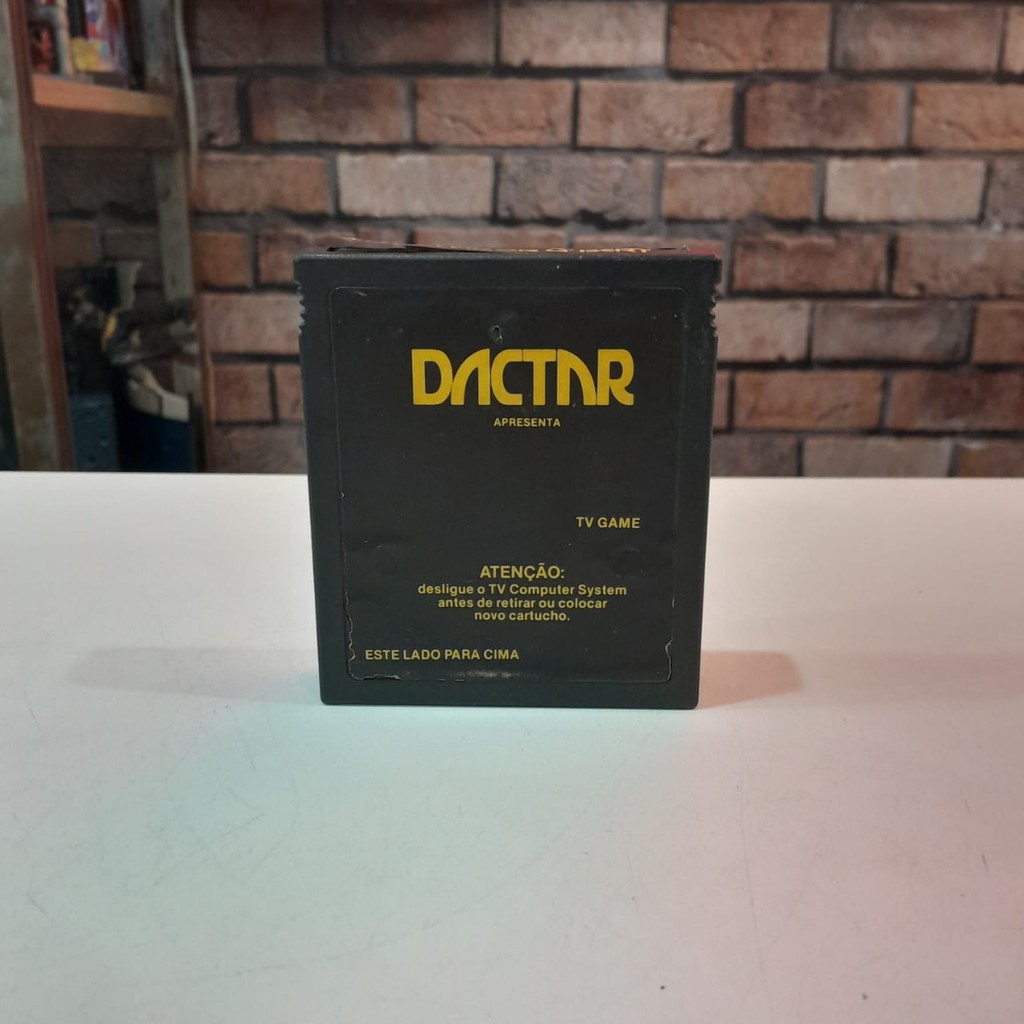 DACTAR
APRESENTA
TV GAME
ATENÇÃO:
desligue o TV Computer System
antes de retirar ou colocar
novo cartucho.
ESTE LADO PARA CIMA